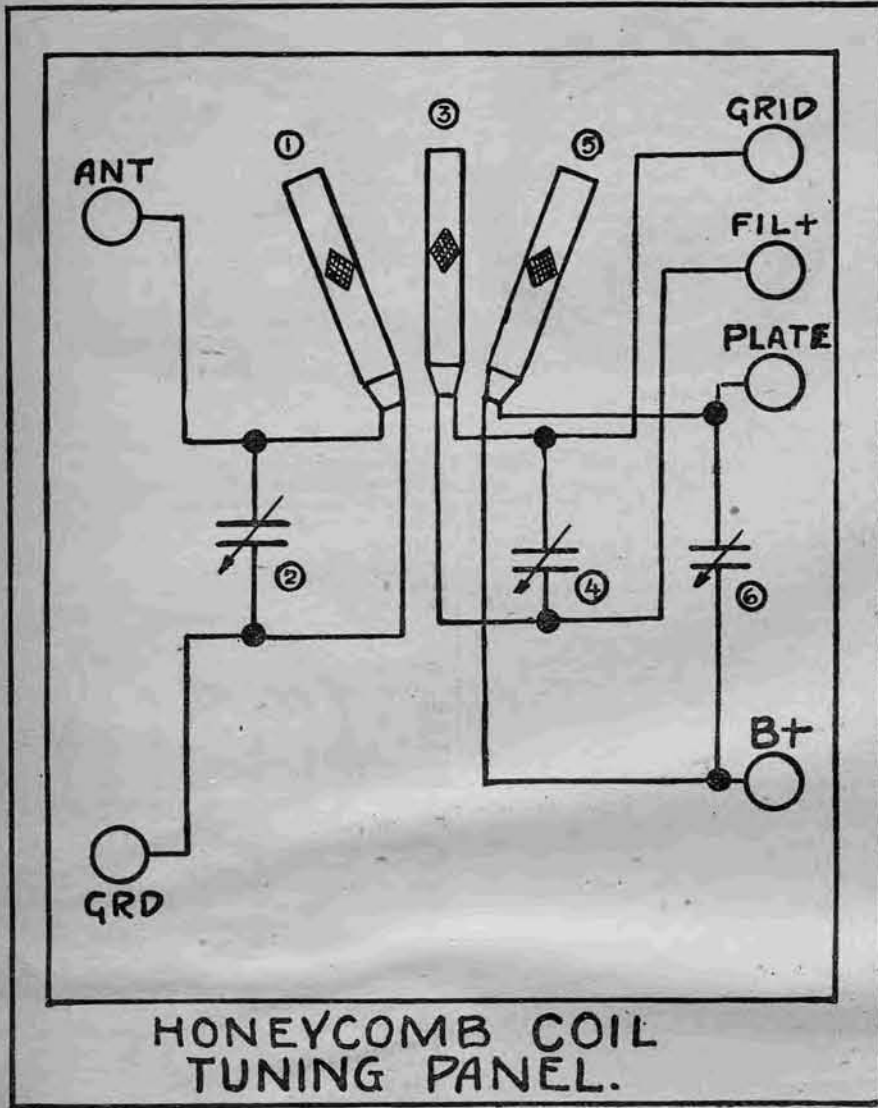 ①
③
⑤
GRID
ANT
FIL+
PLATE
②
④
⑥
B+
GRD
HONEYCOMB COIL
TUNING PANEL.